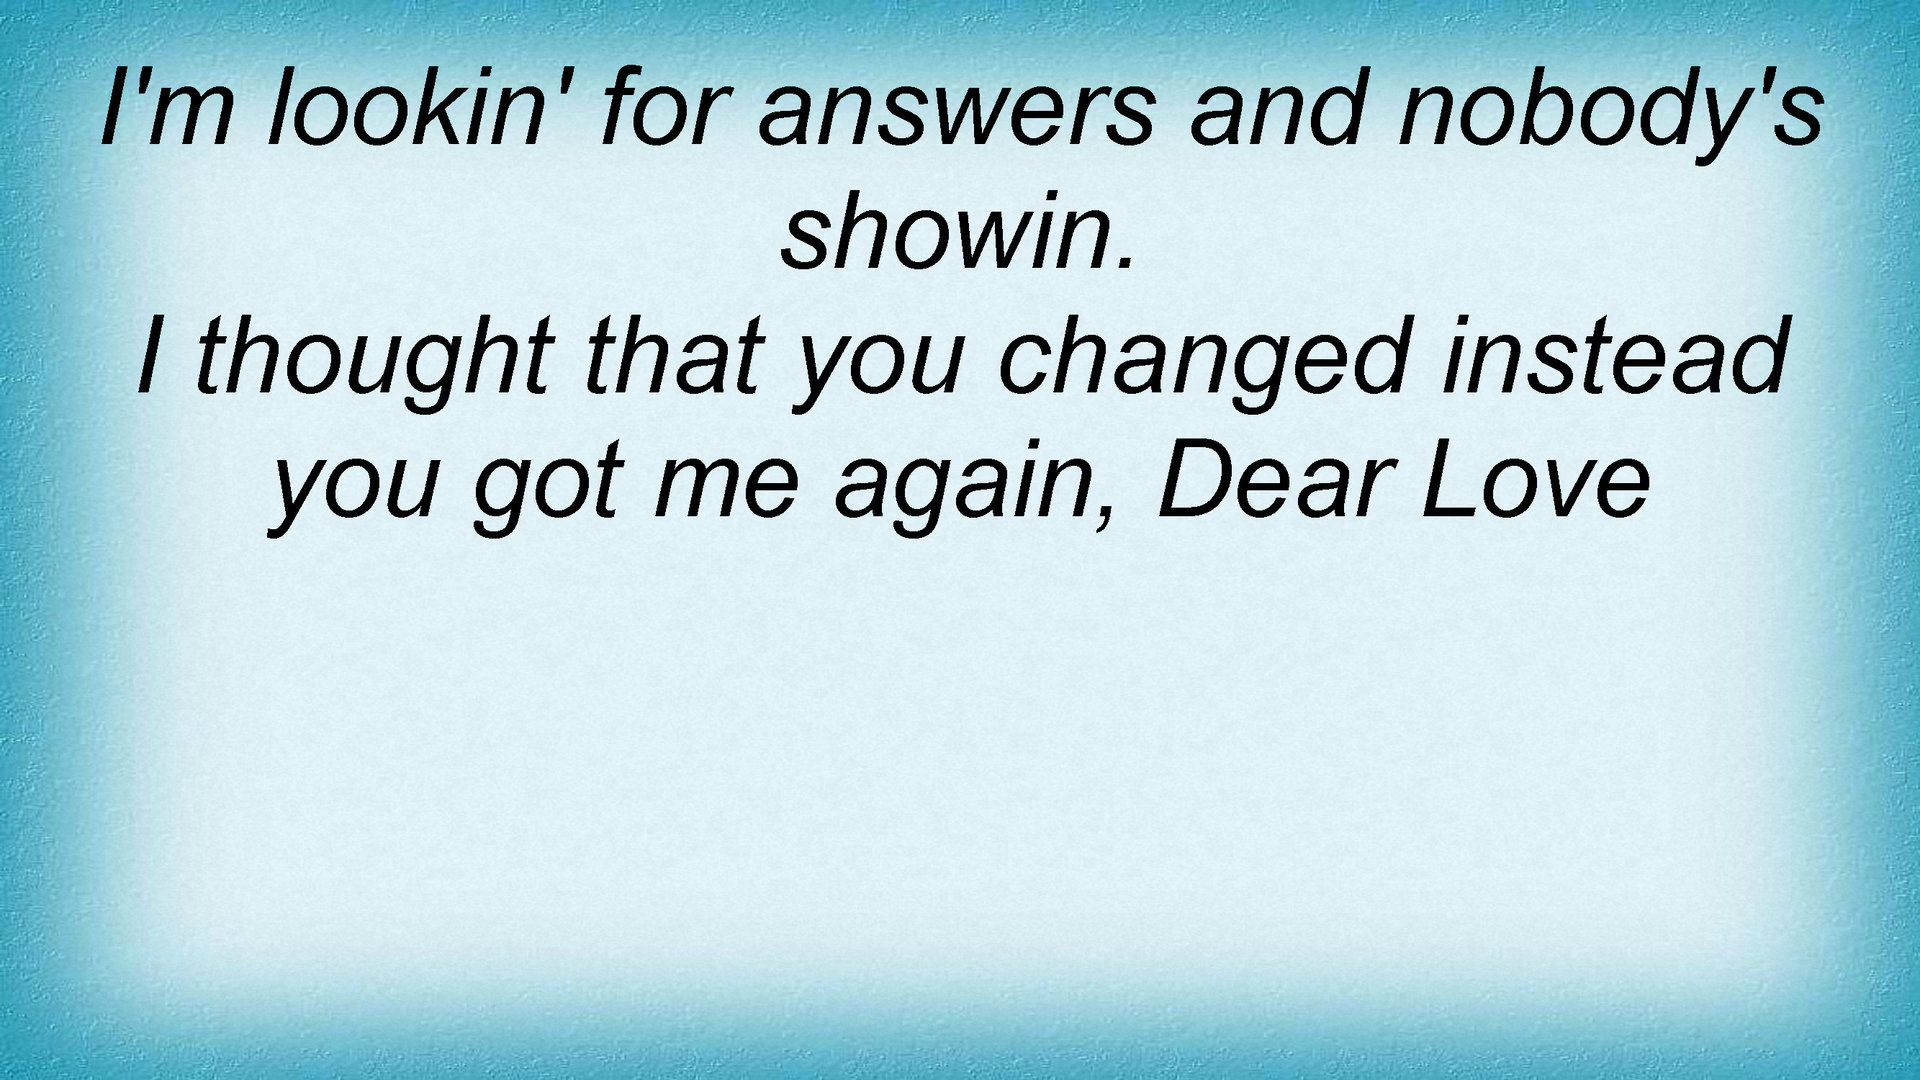 I'm lookin' for answers and nobody's
showin.
I thought that you changed instead
you got me again, Dear Love